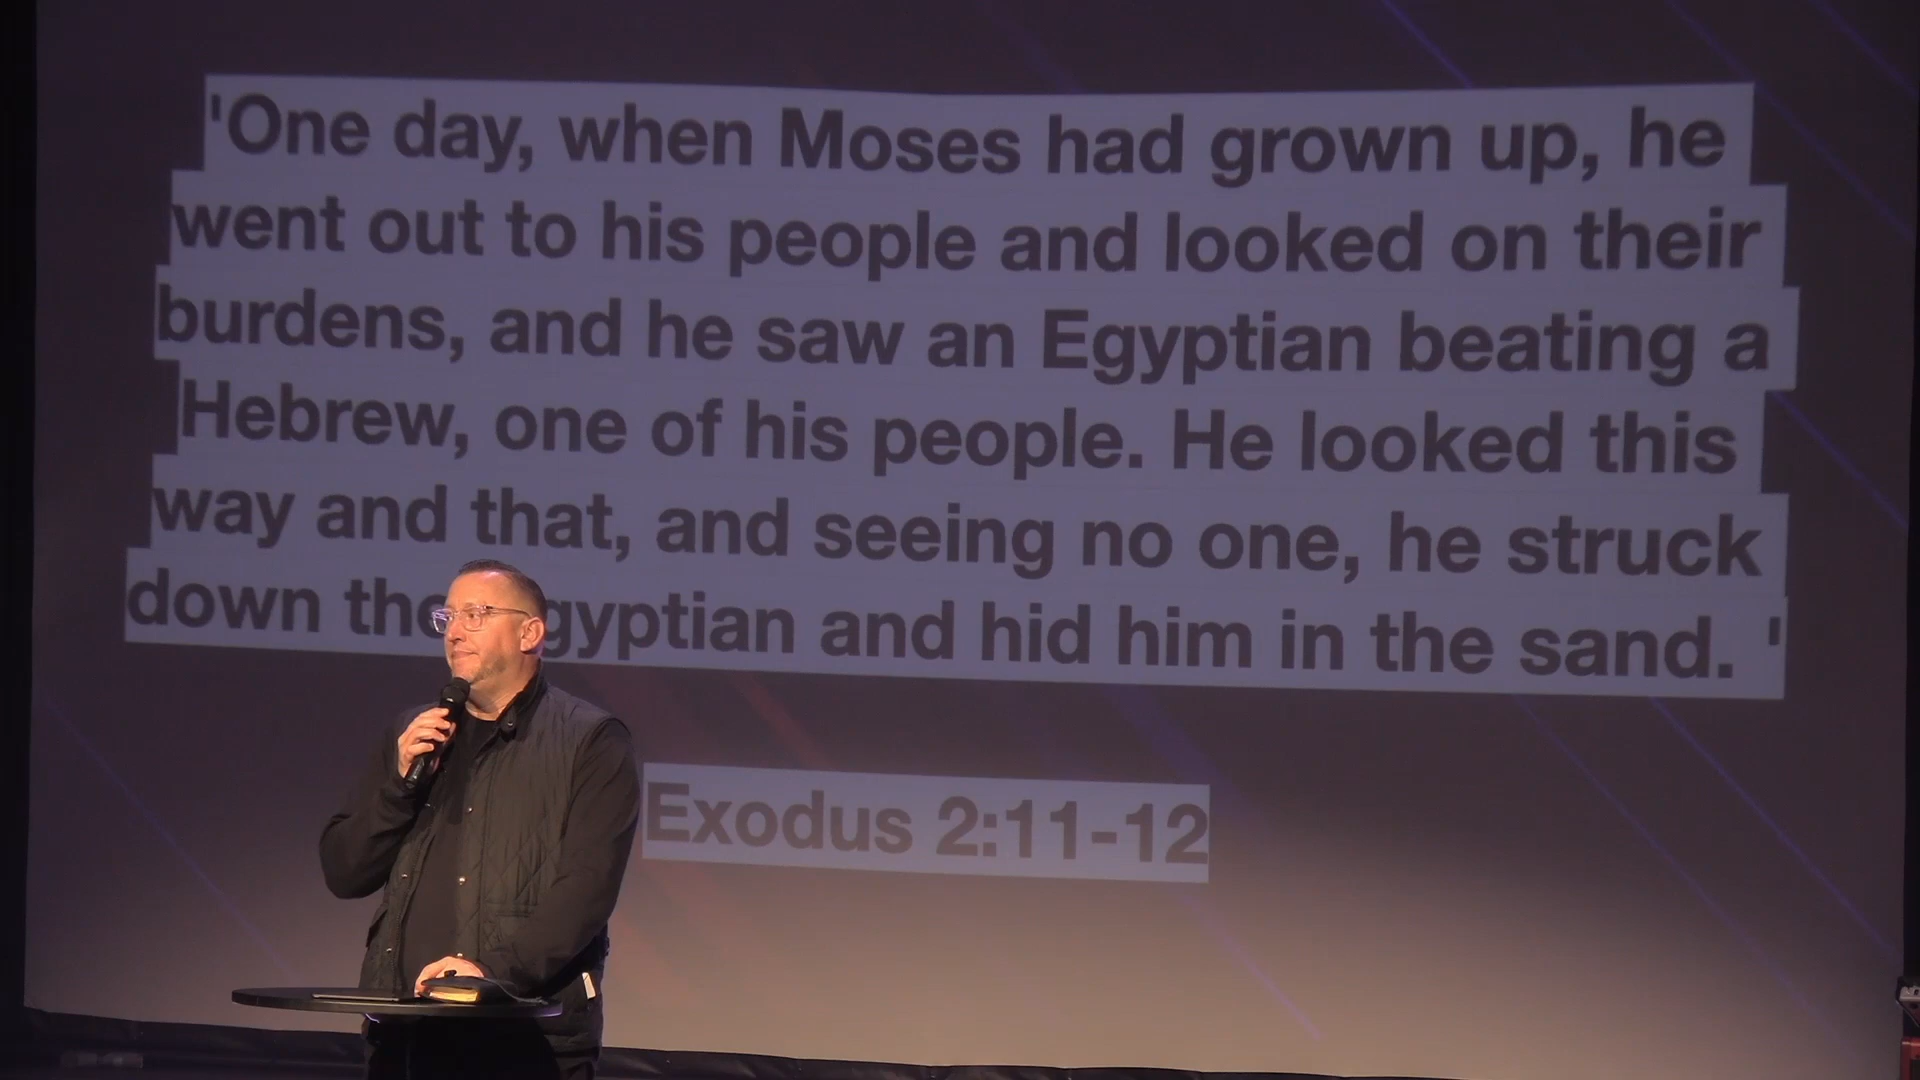 'One day, when Moses had grown up, he
went out to his people and looked on their
burdens, and he saw an Egyptian beating a
Hebrew, one of his people. He looked this
way and that, and seeing no one, he struck
down the Egyptian and hid him in the sand. '
Exodus 2:11-12